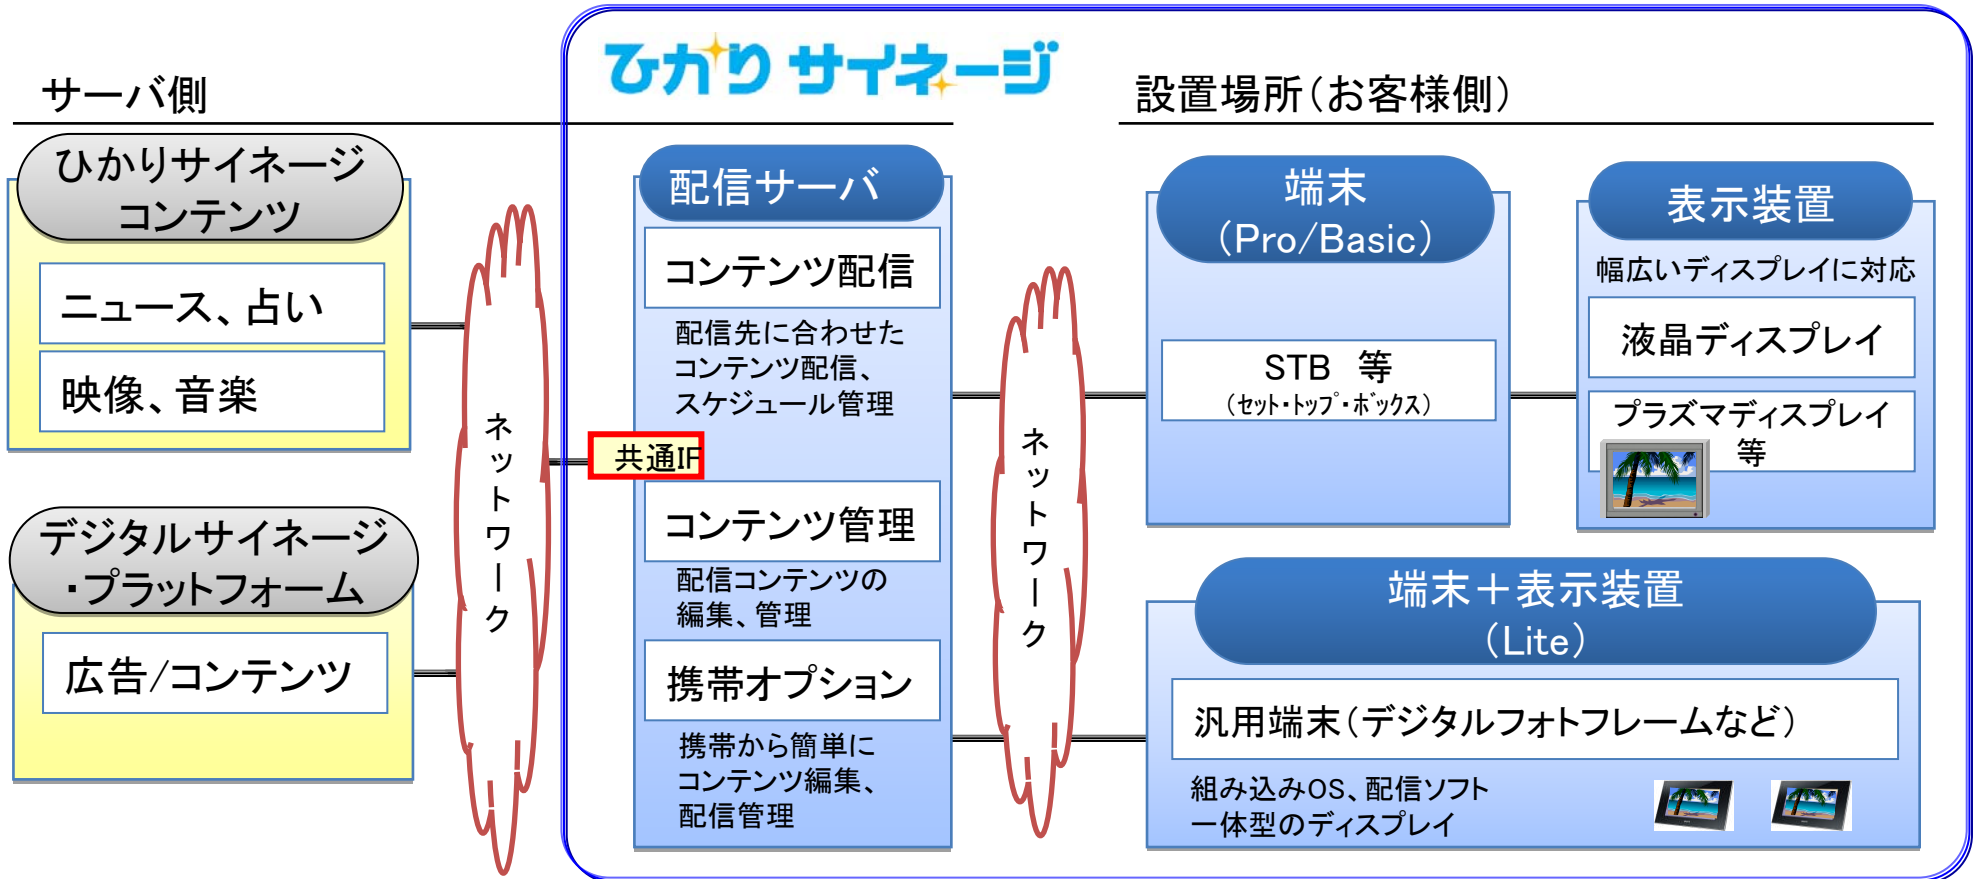 ひかりサイネージ
サーバ側
設置場所（お客様側）
ひかりサイネージ
コンテンツ
ニュース、占い
映像、音楽
デジタルサイネージ
・プラットフォーム
広告/コンテンツ
ネットワーク
配信サーバ
コンテンツ配信
配信先に合わせた
コンテンツ配信、
スケジュール管理
共通IF
コンテンツ管理
配信コンテンツの
編集、管理
携帯オプション
携帯から簡単に
コンテンツ編集、
配信管理
ネットワーク
端末
（Pro/Basic）
STB　等
（ｾｯﾄ・ﾄｯﾌﾟ・ﾎﾞｯｸｽ）
表示装置
幅広いディスプレイに対応
液晶ディスプレイ
プラズマディスプレイ
等
端末＋表示装置
（Lite）
汎用端末（デジタルフォトフレームなど）
組み込みOS、配信ソフト
一体型のディスプレイ